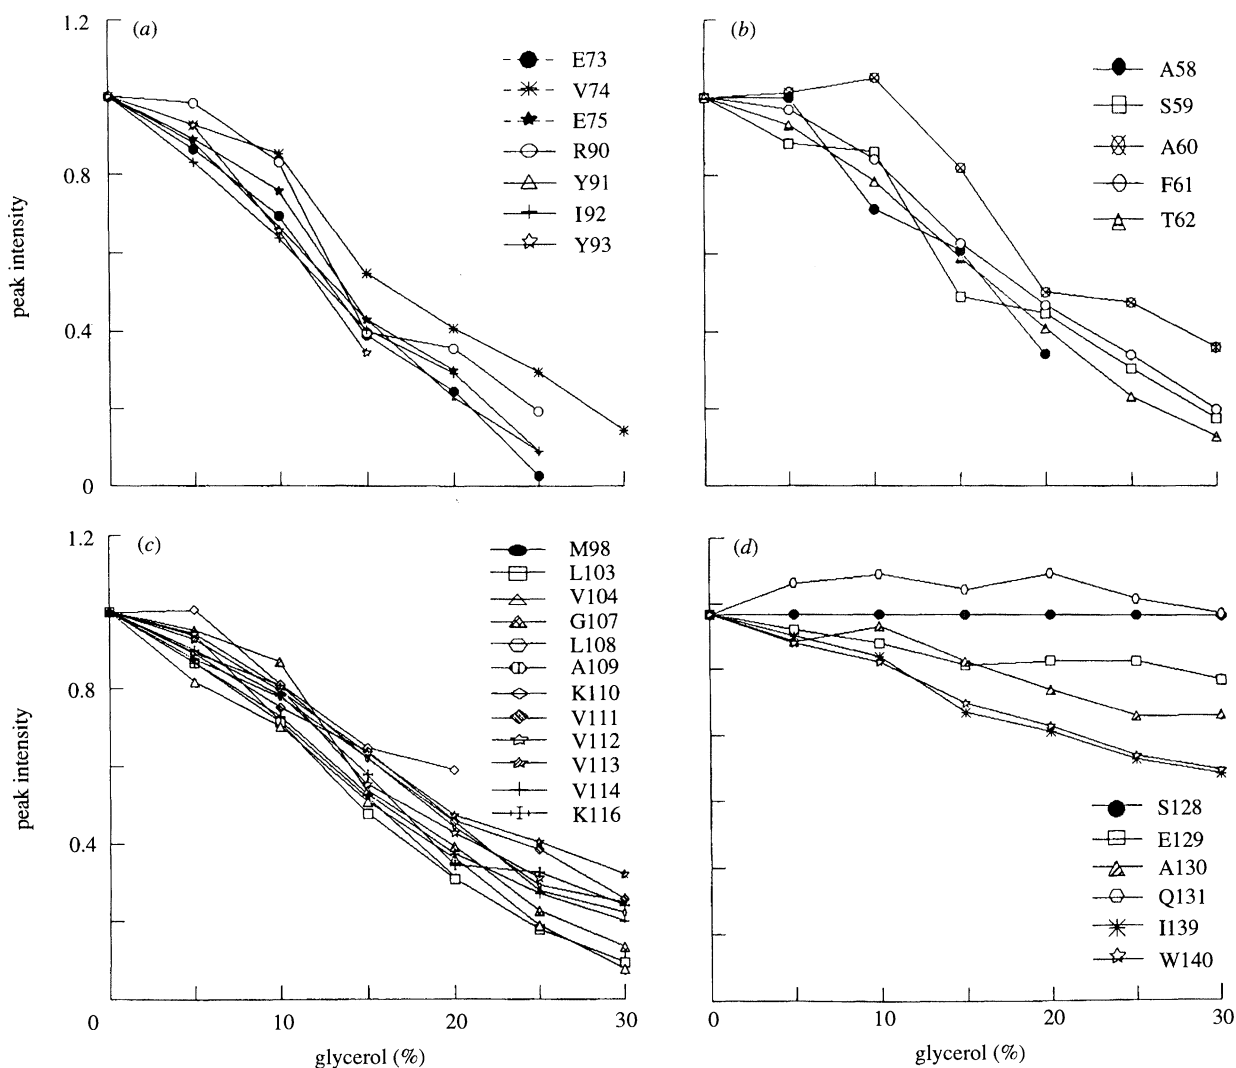 1.2
(a)
E73
V74
E75
R90
Y91
I92
Y93
0.8
0.4
0
peak intensity
(b)
A58
S59
A60
F61
T62
1.2
(c)
M98
L103
V104
G107
L108
A109
K110
V111
V112
V113
V114
K116
0.8
0.4
peak intensity
0
10
20
30
glycerol (%)
(d)
S128
E129
A130
Q131
I139
W140
0
10
20
30
glycerol (%)